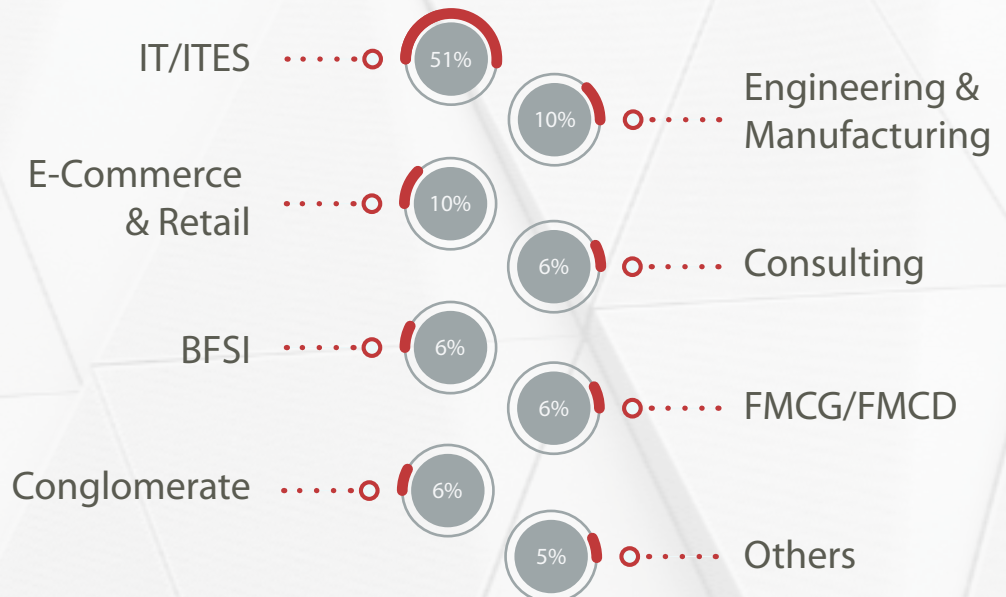 IT/ITES
51%
10%
Engineering &
Manufacturing
E-Commerce
& Retail
10%
6%
Consulting
BFSI
6%
6%
FMCG/FMCD
Conglomerate
6%
5%
Others